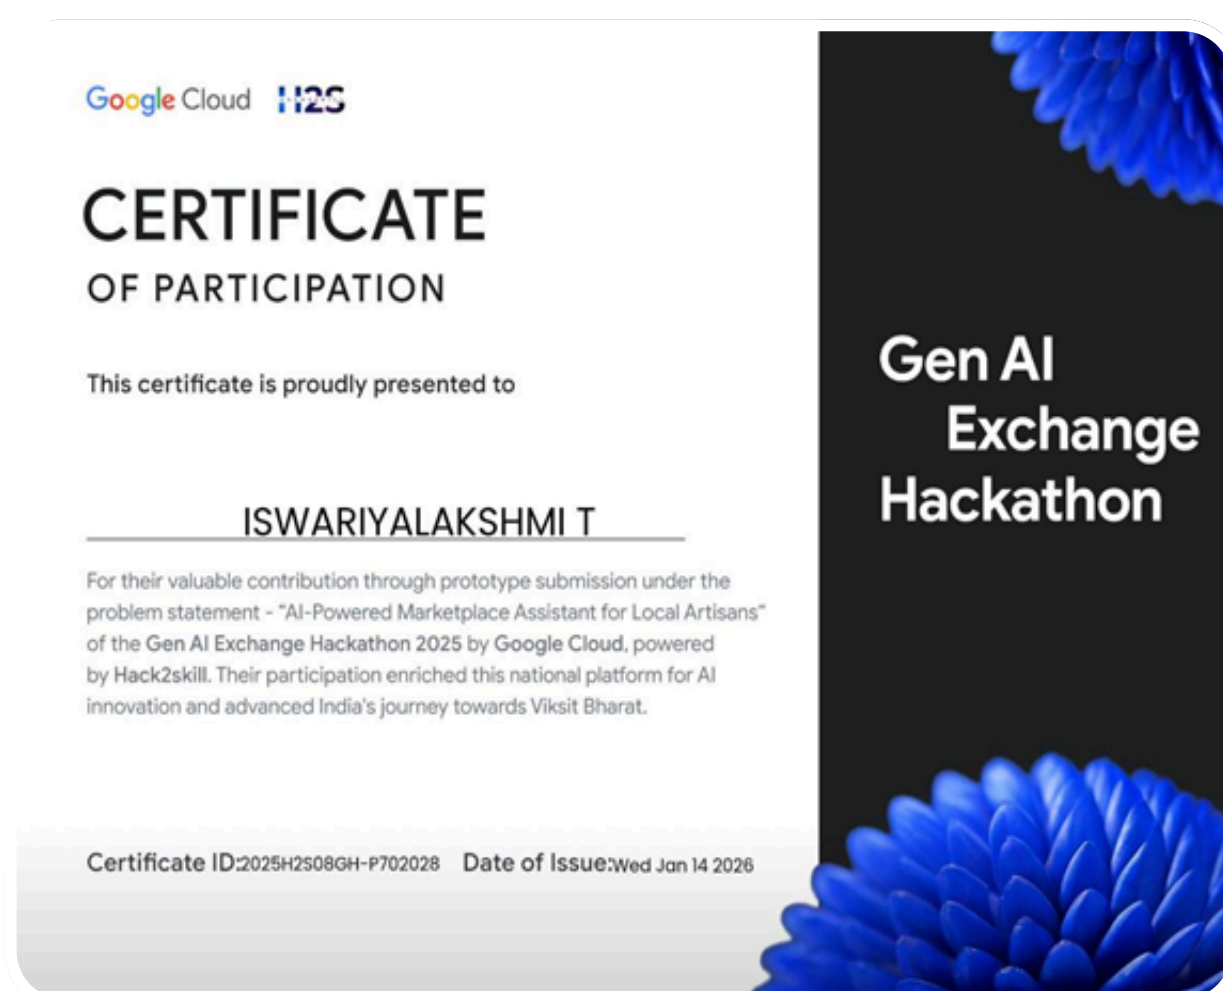 Google Cloud H2S
CERTIFICATE
OF PARTICIPATION
This certificate is proudly presented to
ISWARIYALAKSHMI T
For their valuable contribution through prototype submission under the
problem statement - "AI-Powered Marketplace Assistant for Local Artisans"
of the Gen AI Exchange Hackathon 2025 by Google Cloud, powered
by Hack2skill. Their participation enriched this national platform for AI
innovation and advanced India's journey towards Viksit Bharat.
Certificate ID:2025H2S08GH-P702028 Date of Issue:Wed Jan 14 2026
Gen AI
Exchange
Hackathon